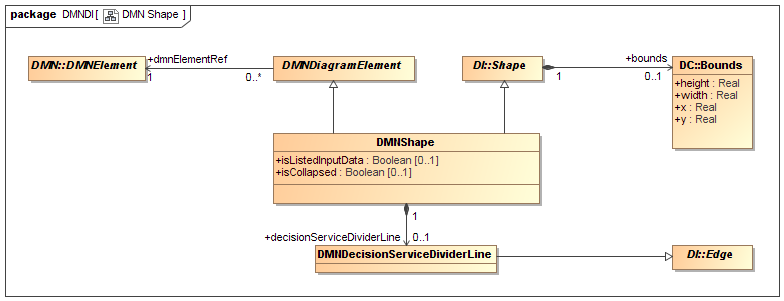 package DMNDI [ DMN Shape ]
DMN::DMNElement
+dmnElementRef
1
0..*
DMNDiagramElement
DI::Shape
1
+bounds
0..1
DC::Bounds
+height : Real
+width : Real
+x : Real
+y : Real
DMNShape
+isListedInputData : Boolean [0..1]
+isCollapsed : Boolean [0..1]
1
+decisionServiceDividerLine
0..1
DMNDecisionServiceDividerLine
DI::Edge